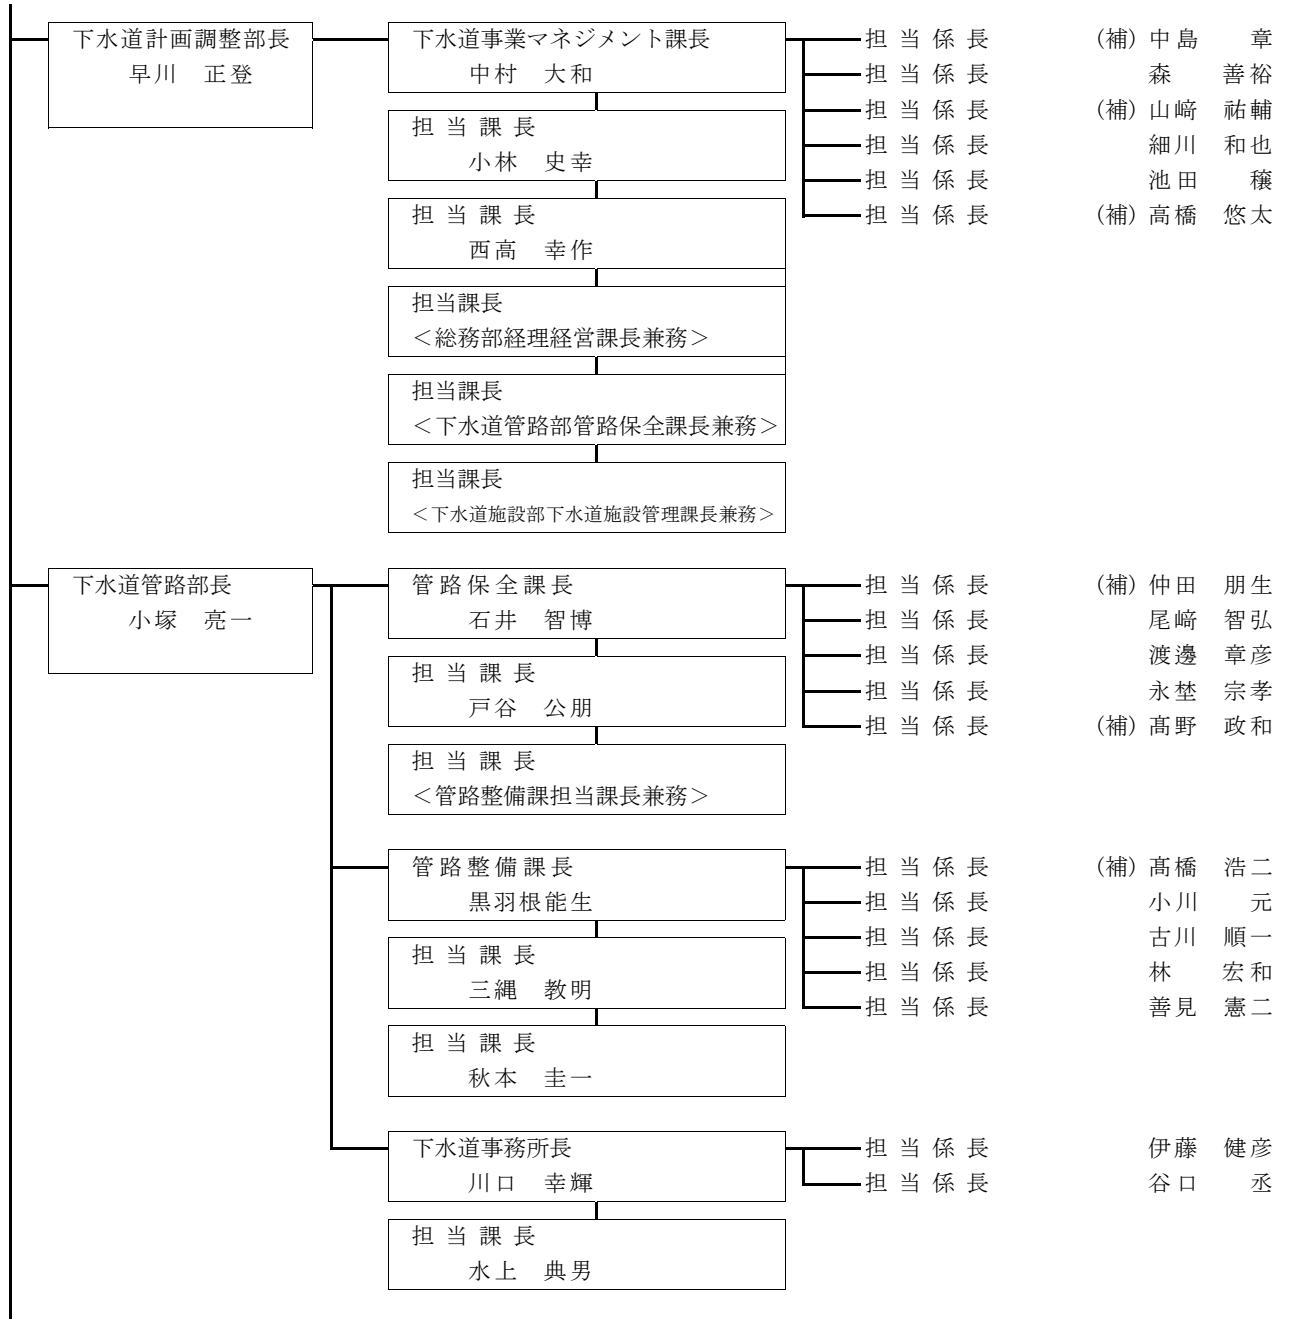 下水道計画調整部長　下水道事業マネジメント課長　担当係長　(補) 中島　章
早川　正登　中村　大和　担当係長　森　善裕
担当課長　担当係長　(補) 山﨑　祐輔
担当係長　細川　和也
小林　史幸
担当係長　池田　穣
担当課長　担当係長　(補) 高橋　悠太
西高　幸作
担当課長
＜総務部経理経営課長兼務＞
担当課長
＜下水道管路部管路保全課長兼務＞
担当課長
＜下水道施設部下水道施設管理課長兼務＞
下水道管路部長　管路保全課長　担当係長　(補) 仲田　朋生
小塚　亮一　石井　智博　担当係長　尾﨑　智弘
担当係長　渡邊　章彦
担当課長
担当係長　永埜　宗孝
戸谷　公朋
担当係長　(補) 髙野　政和
担当課長
＜管路整備課担当課長兼務＞
管路整備課長　担当係長　(補) 髙橋　浩二
黒羽根能生　担当係長　小川　元
担当係長　古川　順一
担当課長
担当係長　林　宏和
三縄　教明
担当係長　善見　憲二
担当課長
秋本　圭一
下水道事務所長　担当係長　伊藤　健彦
川口　幸輝　担当係長　谷口　丞
担当課長
水上　典男